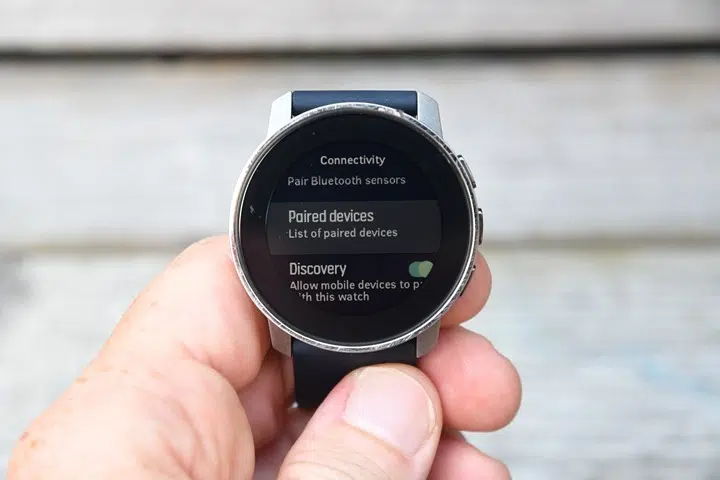 Connectivity
Pair Bluetooth sensors
Paired devices
List of paired devices
Discovery
Allow mobile devices to
this watch